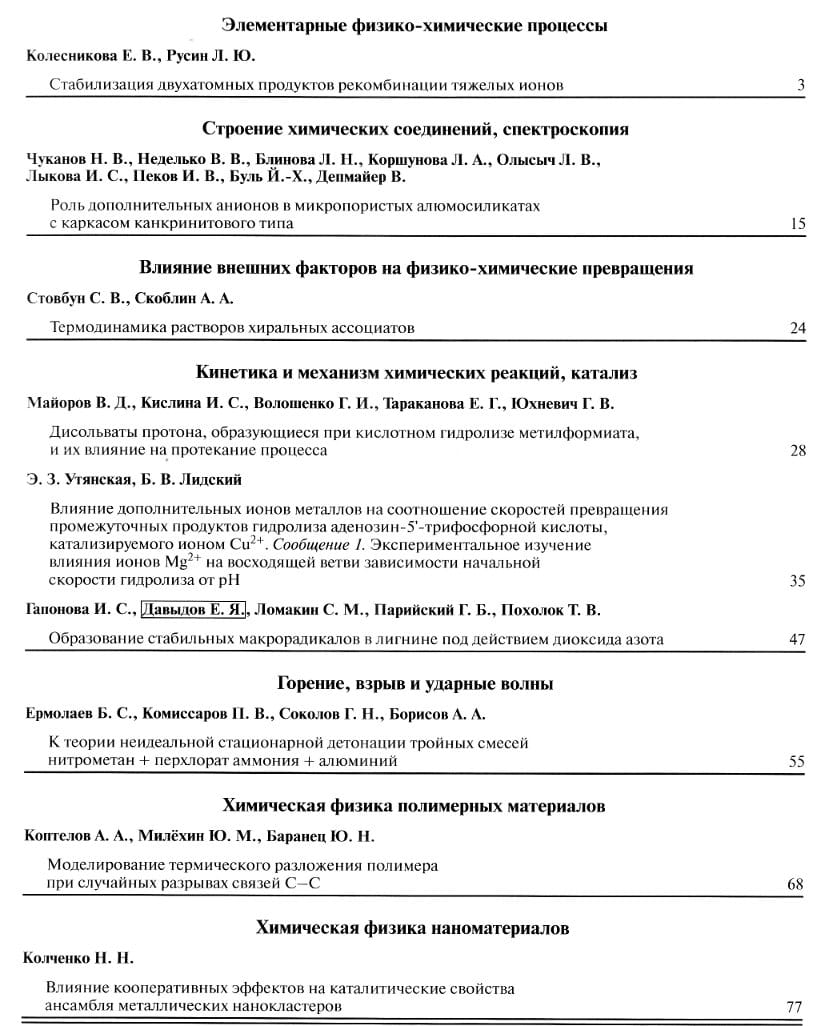 Элементарные физико-химические процессы
Колесникова Е. В., Русин Л. Ю.
Стабилизация двухатомных продуктов рекомбинации тяжелых ионов 3
Строение химических соединений, спектроскопия
Чуканов Н. В., Неделько В. В., Блинова Л. Н., Коршунова Л. А., Олысыч Л. В.,
Лыкова И. С., Пеков И. В., Буль Й.-Х., Депмайер В.
Роль дополнительных анионов в микропористых алюмосиликатах
с каркасом канкринитового типа 15
Влияние внешних факторов на физико-химические превращения
Стовбун С. В., Скоблин А. А.
Термодинамика растворов хиральных ассоциатов 24
Кинетика и механизм химических реакций, катализ
Майоров В. Д., Кислина И. С., Волошенко Г. И., Тараканова Е. Г., Юхневич Г. В.
Дисольваты протона, образующиеся при кислотном гидролизе метилформиата,
и их влияние на протекание процесса 28
Э. З. Утянская, Б. В. Лидский
Влияние дополнительных ионов металлов на соотношение скоростей превращения
промежуточных продуктов гидролиза аденозин-5'-трифосфорной кислоты,
катализируемого ионом Cu²⁺. Сообщение 1. Экспериментальное изучение
влияния ионов Mg²⁺ на восходящей ветви зависимости начальной
скорости гидролиза от pH 35
Гапонова И. С., Давыдов Е. Я., Ломакин С. М., Парийский Г. Б., Похолок Т. В.
Образование стабильных макрорадикалов в лигнине под действием диоксида азота 47
Горение, взрыв и ударные волны
Ермолаев Б. С., Комиссаров П. В., Соколов Г. Н., Борисов А. А.
К теории неидеальной стационарной детонации тройных смесей
нитрометан + перхлорат аммония + алюминий 55
Химическая физика полимерных материалов
Коптелов А. А., Милёхин Ю. М., Баранец Ю. Н.
Моделирование термического разложения полимера
при случайных разрывах связей С–С 68
Химическая физика наноматериалов
Колченко Н. Н.
Влияние кооперативных эффектов на каталитические свойства
ансамбля металлических нанокластеров 77